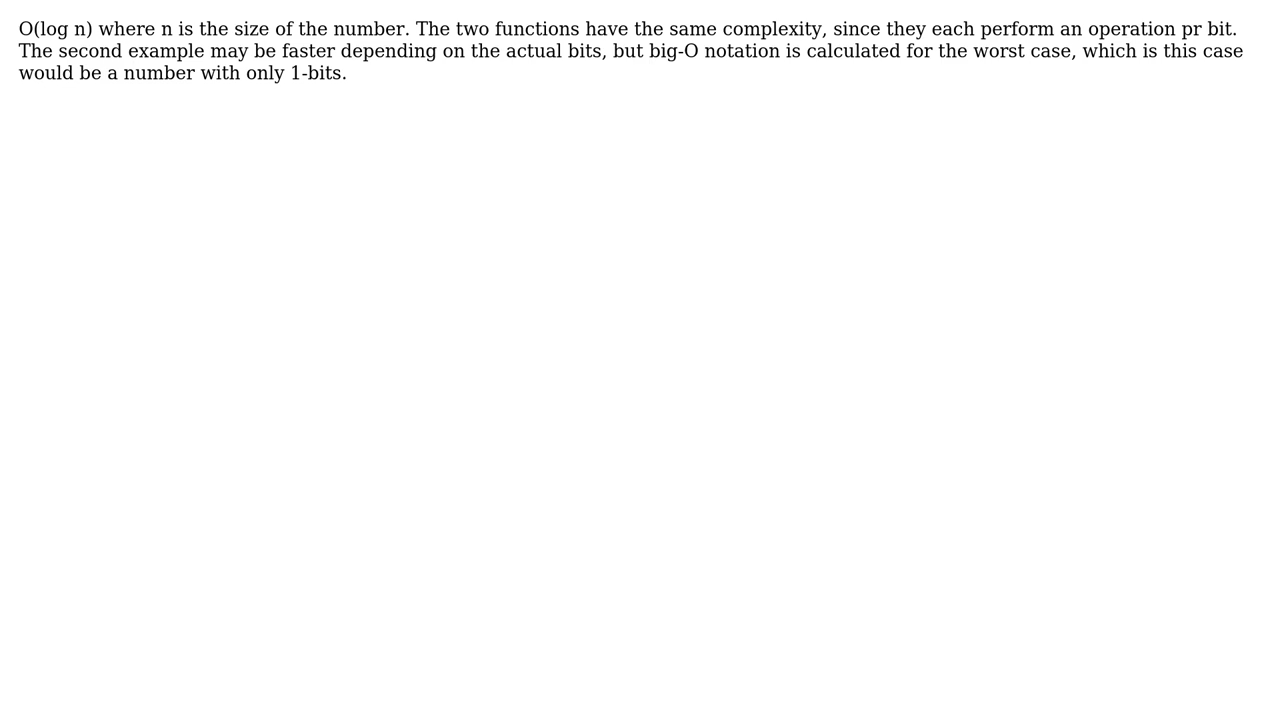 O(log n) where n is the size of the number. The two functions have the same complexity, since they each perform an operation pr bit.
The second example may be faster depending on the actual bits, but big-O notation is calculated for the worst case, which is this case
would be a number with only 1-bits.